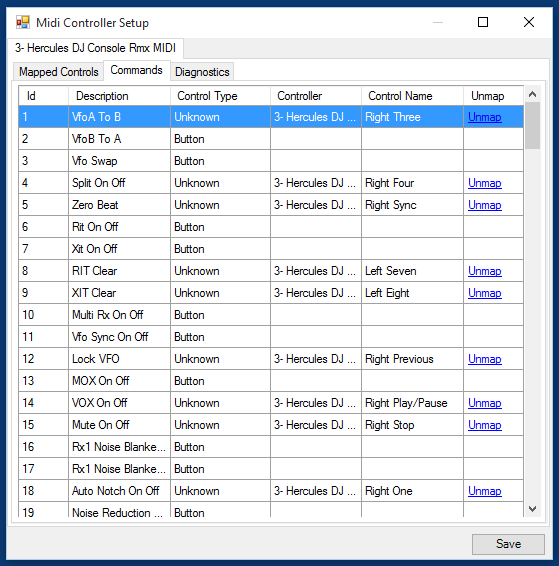 Midi Controller Setup
3- Hercules DJ Console Rmx MIDI
Mapped Controls Commands Diagnostics
Id Description Control Type Controller Control Name Unmap
1 VfoA To B Unknown 3- Hercules DJ ... Right Three Unmap
2 VfoB To A Button
3 Vfo Swap Button
4 Split On Off Unknown 3- Hercules DJ ... Right Four Unmap
5 Zero Beat Unknown 3- Hercules DJ ... Right Sync Unmap
6 Rit On Off Button
7 Xit On Off Button
8 RIT Clear Unknown 3- Hercules DJ ... Left Seven Unmap
9 XIT Clear Unknown 3- Hercules DJ ... Left Eight Unmap
10 Multi Rx On Off Button
11 Vfo Sync On Off Button
12 Lock VFO Unknown 3- Hercules DJ ... Right Previous Unmap
13 MOX On Off Button
14 VOX On Off Unknown 3- Hercules DJ ... Right Play/Pause Unmap
15 Mute On Off Unknown 3- Hercules DJ ... Right Stop Unmap
16 Rx1 Noise Blanke... Button
17 Rx1 Noise Blanke... Button
18 Auto Notch On Off Unknown 3- Hercules DJ ... Right One Unmap
19 Noise Reduction ... Button
Save